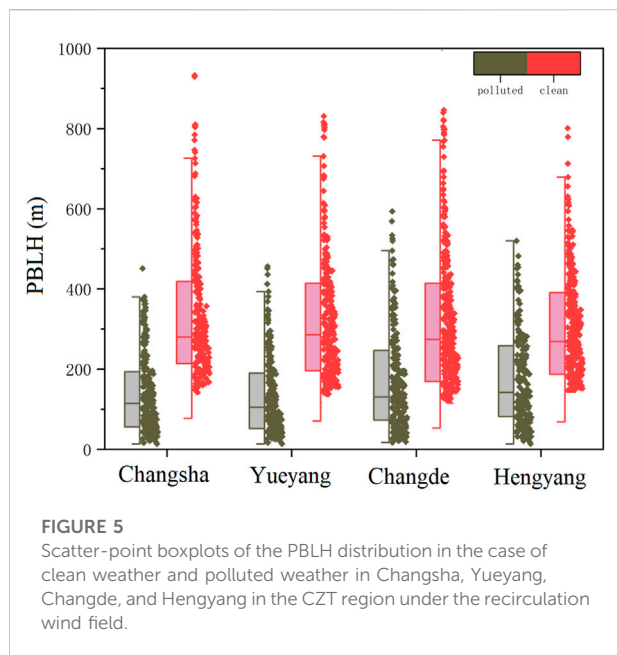 1000
800
600
400
200
0
PBLH (m)
polluted clean
Changsha Yueyang Changde Hengyang
FIGURE 5
Scatter-point boxplots of the PBLH distribution in the case of
clean weather and polluted weather in Changsha, Yueyang,
Changde, and Hengyang in the CZT region under the recirculation
wind field.